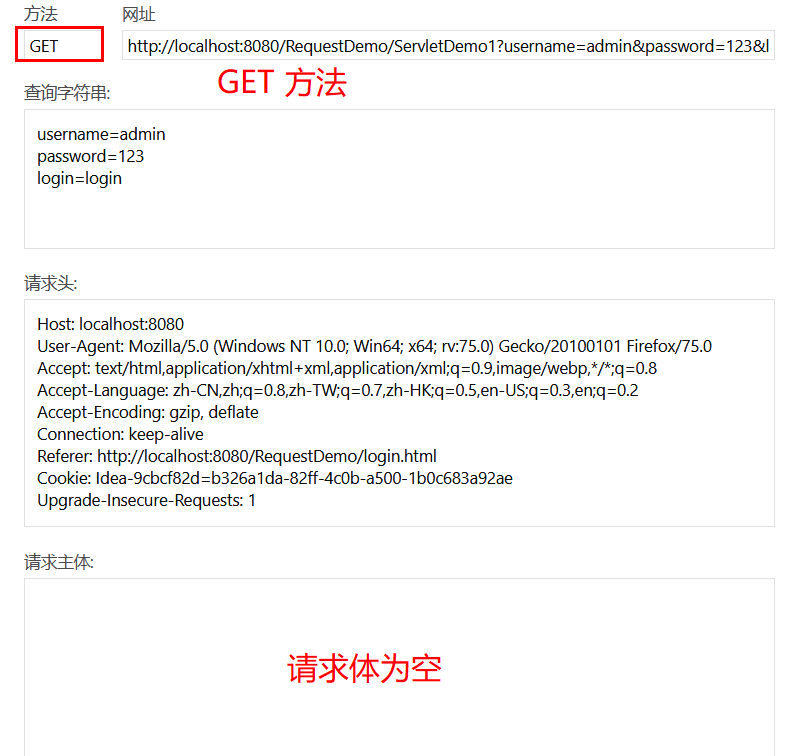 方法 网址
GET http://localhost:8080/RequestDemo/ServletDemo1?username=admin&password=123&l
GET 方法
查询字符串:
username=admin
password=123
login=login
请求头:
Host: localhost:8080
User-Agent: Mozilla/5.0 (Windows NT 10.0; Win64; x64; rv:75.0) Gecko/20100101 Firefox/75.0
Accept: text/html,application/xhtml+xml,application/xml;q=0.9,image/webp,*/*;q=0.8
Accept-Language: zh-CN,zh;q=0.8,zh-TW;q=0.7,zh-HK;q=0.5,en-US;q=0.3,en;q=0.2
Accept-Encoding: gzip, deflate
Connection: keep-alive
Referer: http://localhost:8080/RequestDemo/login.html
Cookie: Idea-9cbcf82d=b326a1da-82ff-4c0b-a500-1b0c683a92ae
Upgrade-Insecure-Requests: 1
请求主体:
请求体为空